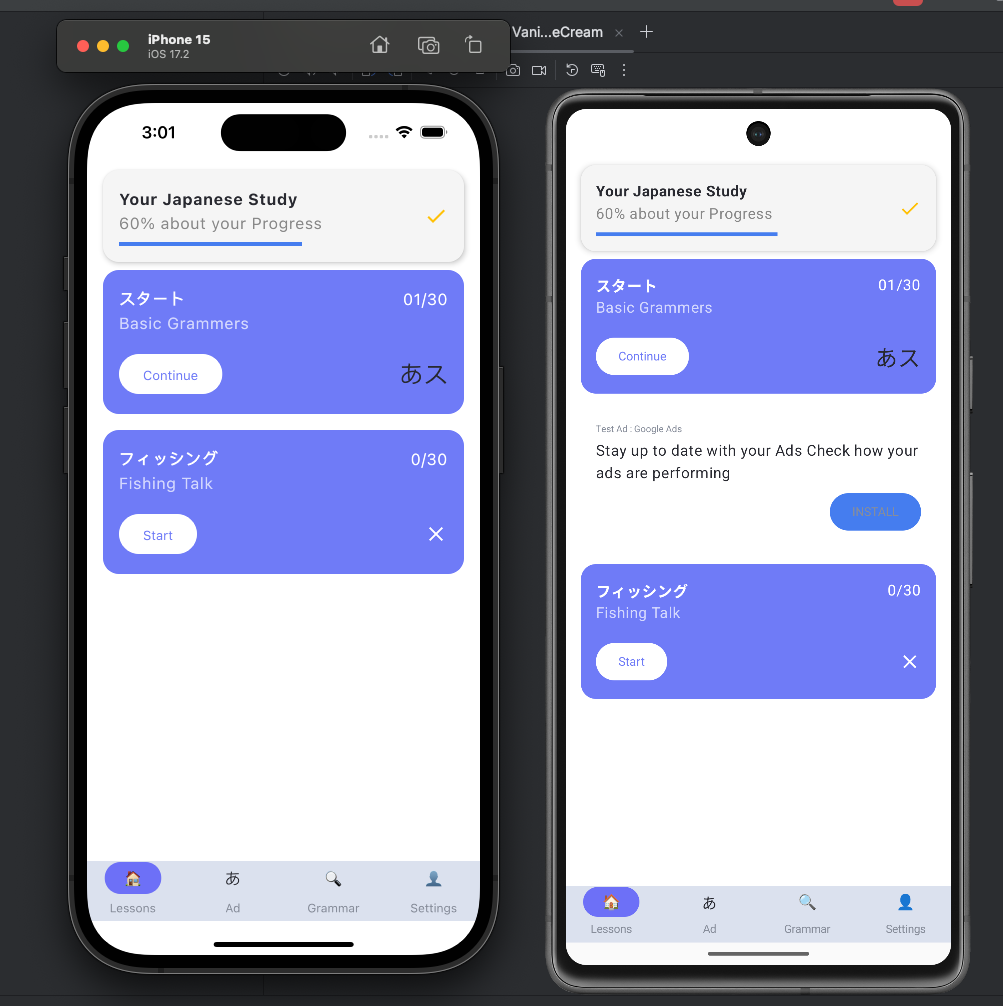 iPhone 15
iOS 17.2
Vani...eCream
3:01
Your Japanese Study
60% about your Progress
スタート
01/30
Basic Grammers
Continue
あス
フィッシング
0/30
Fishing Talk
Start
あ
Lessons
Ad
Grammar
Settings
Your Japanese Study
60% about your Progress
スタート
01/30
Basic Grammers
Continue
あス
Test Ad : Google Ads
Stay up to date with your Ads Check how your
ads are performing
INSTALL
フィッシング
0/30
Fishing Talk
Start
あ
Lessons
Ad
Grammar
Settings